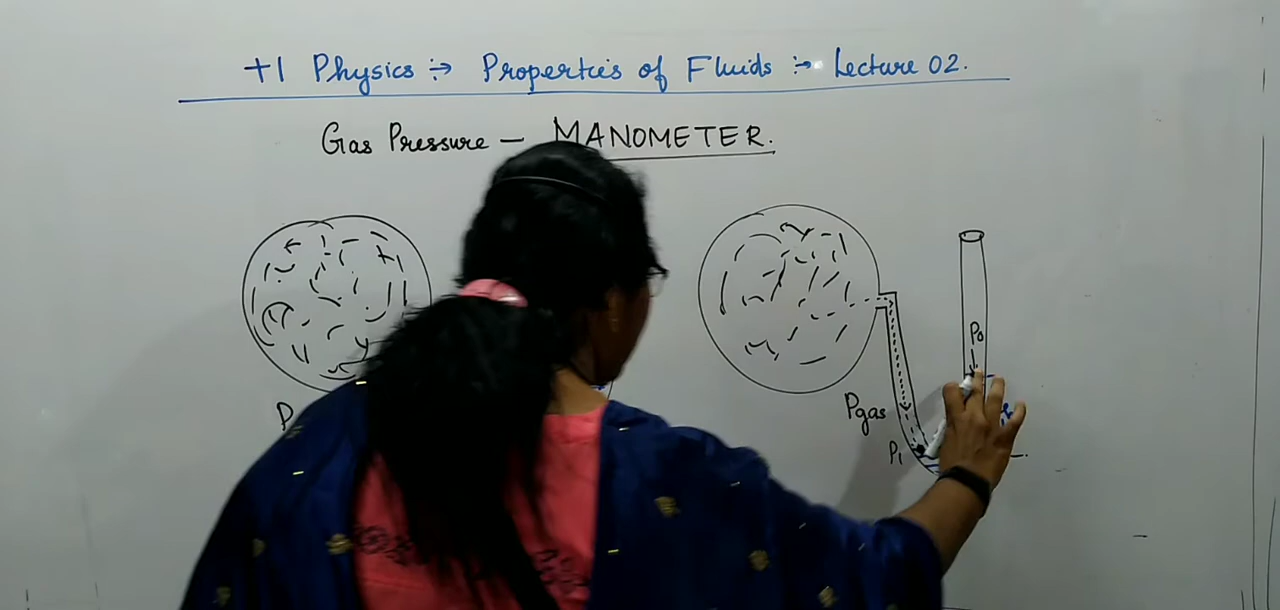 +1 Physics :-> Properties of Fluids :-> Lecture 02.
Gas Pressure — MANOMETER.
P0
P
Pgas
P1